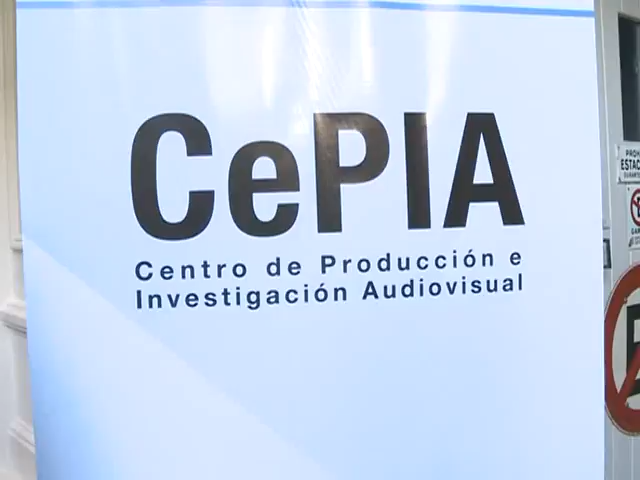 CePIA
Centro de Producción e
Investigación Audiovisual